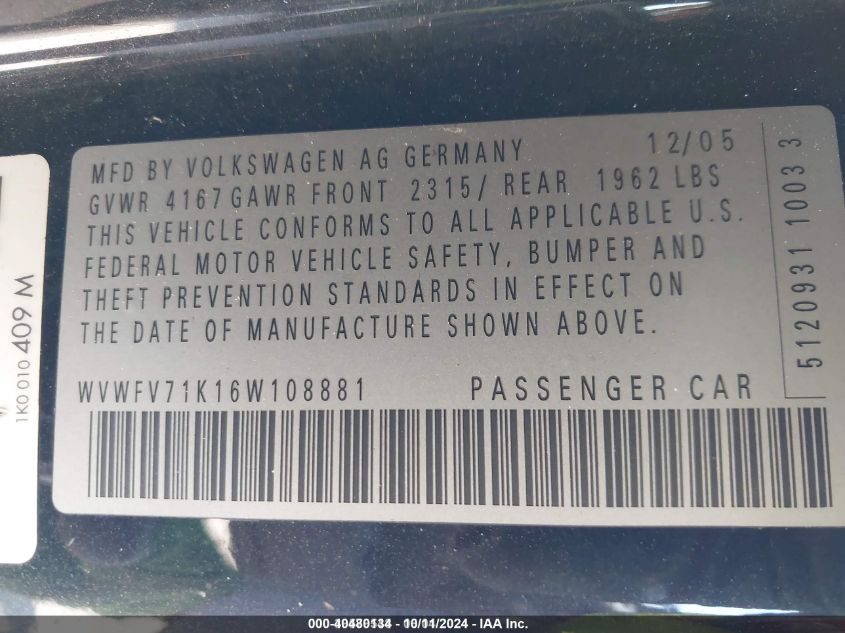 MFD BY VOLKSWAGEN AG GERMANY 12/05
GVWR 4167 GAWR FRONT 2315/ REAR 1962 LBS
THIS VEHICLE CONFORMS TO ALL APPLICABLE U.S.
FEDERAL MOTOR VEHICLE SAFETY, BUMPER AND
THEFT PREVENTION STANDARDS IN EFFECT ON
THE DATE OF MANUFACTURE SHOWN ABOVE.
WVWFV71K16W108881 PASSENGER CAR
5120931 1003 3
1K0 010 409 M
000-40480134 - 10/11/2024 - IAA Inc.